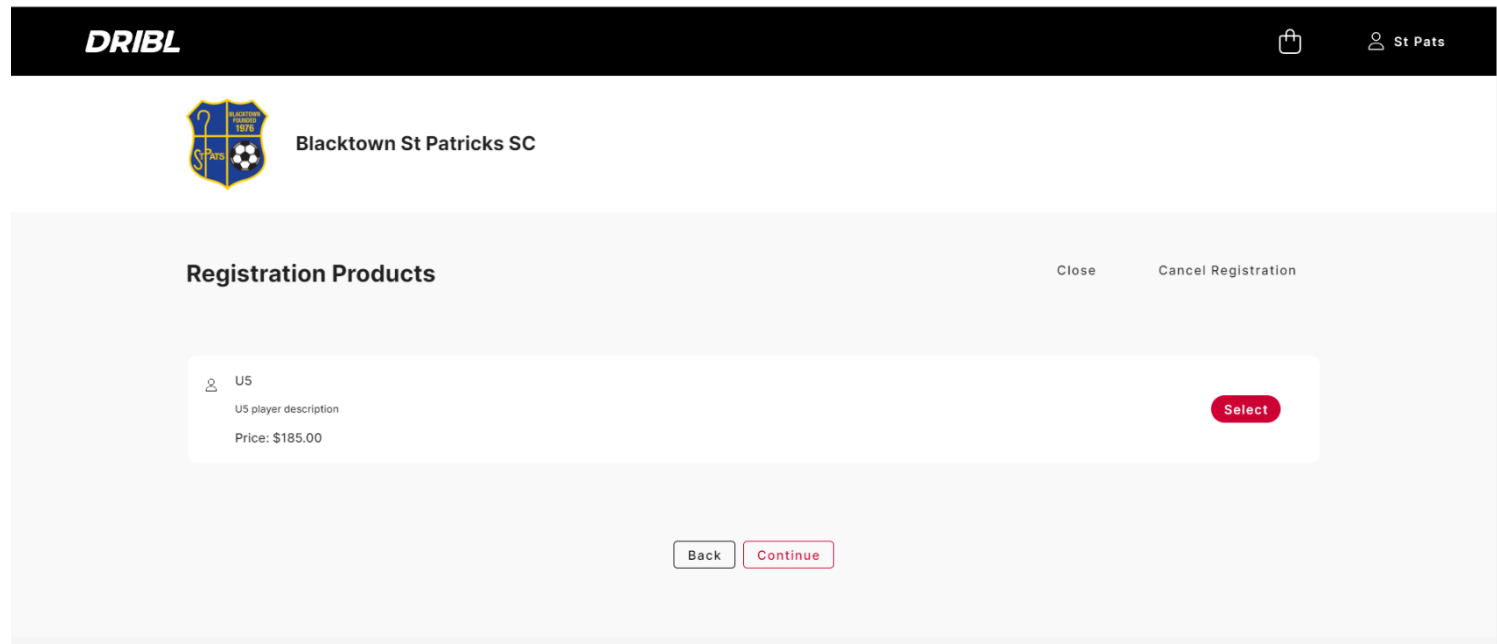 DRIBL
St Pats
BLACKTOWN
FOUNDED
1976
ST PATS
Blacktown St Patricks SC
Registration Products
Close
Cancel Registration
U5
U5 player description
Price: $185.00
Select
Back
Continue